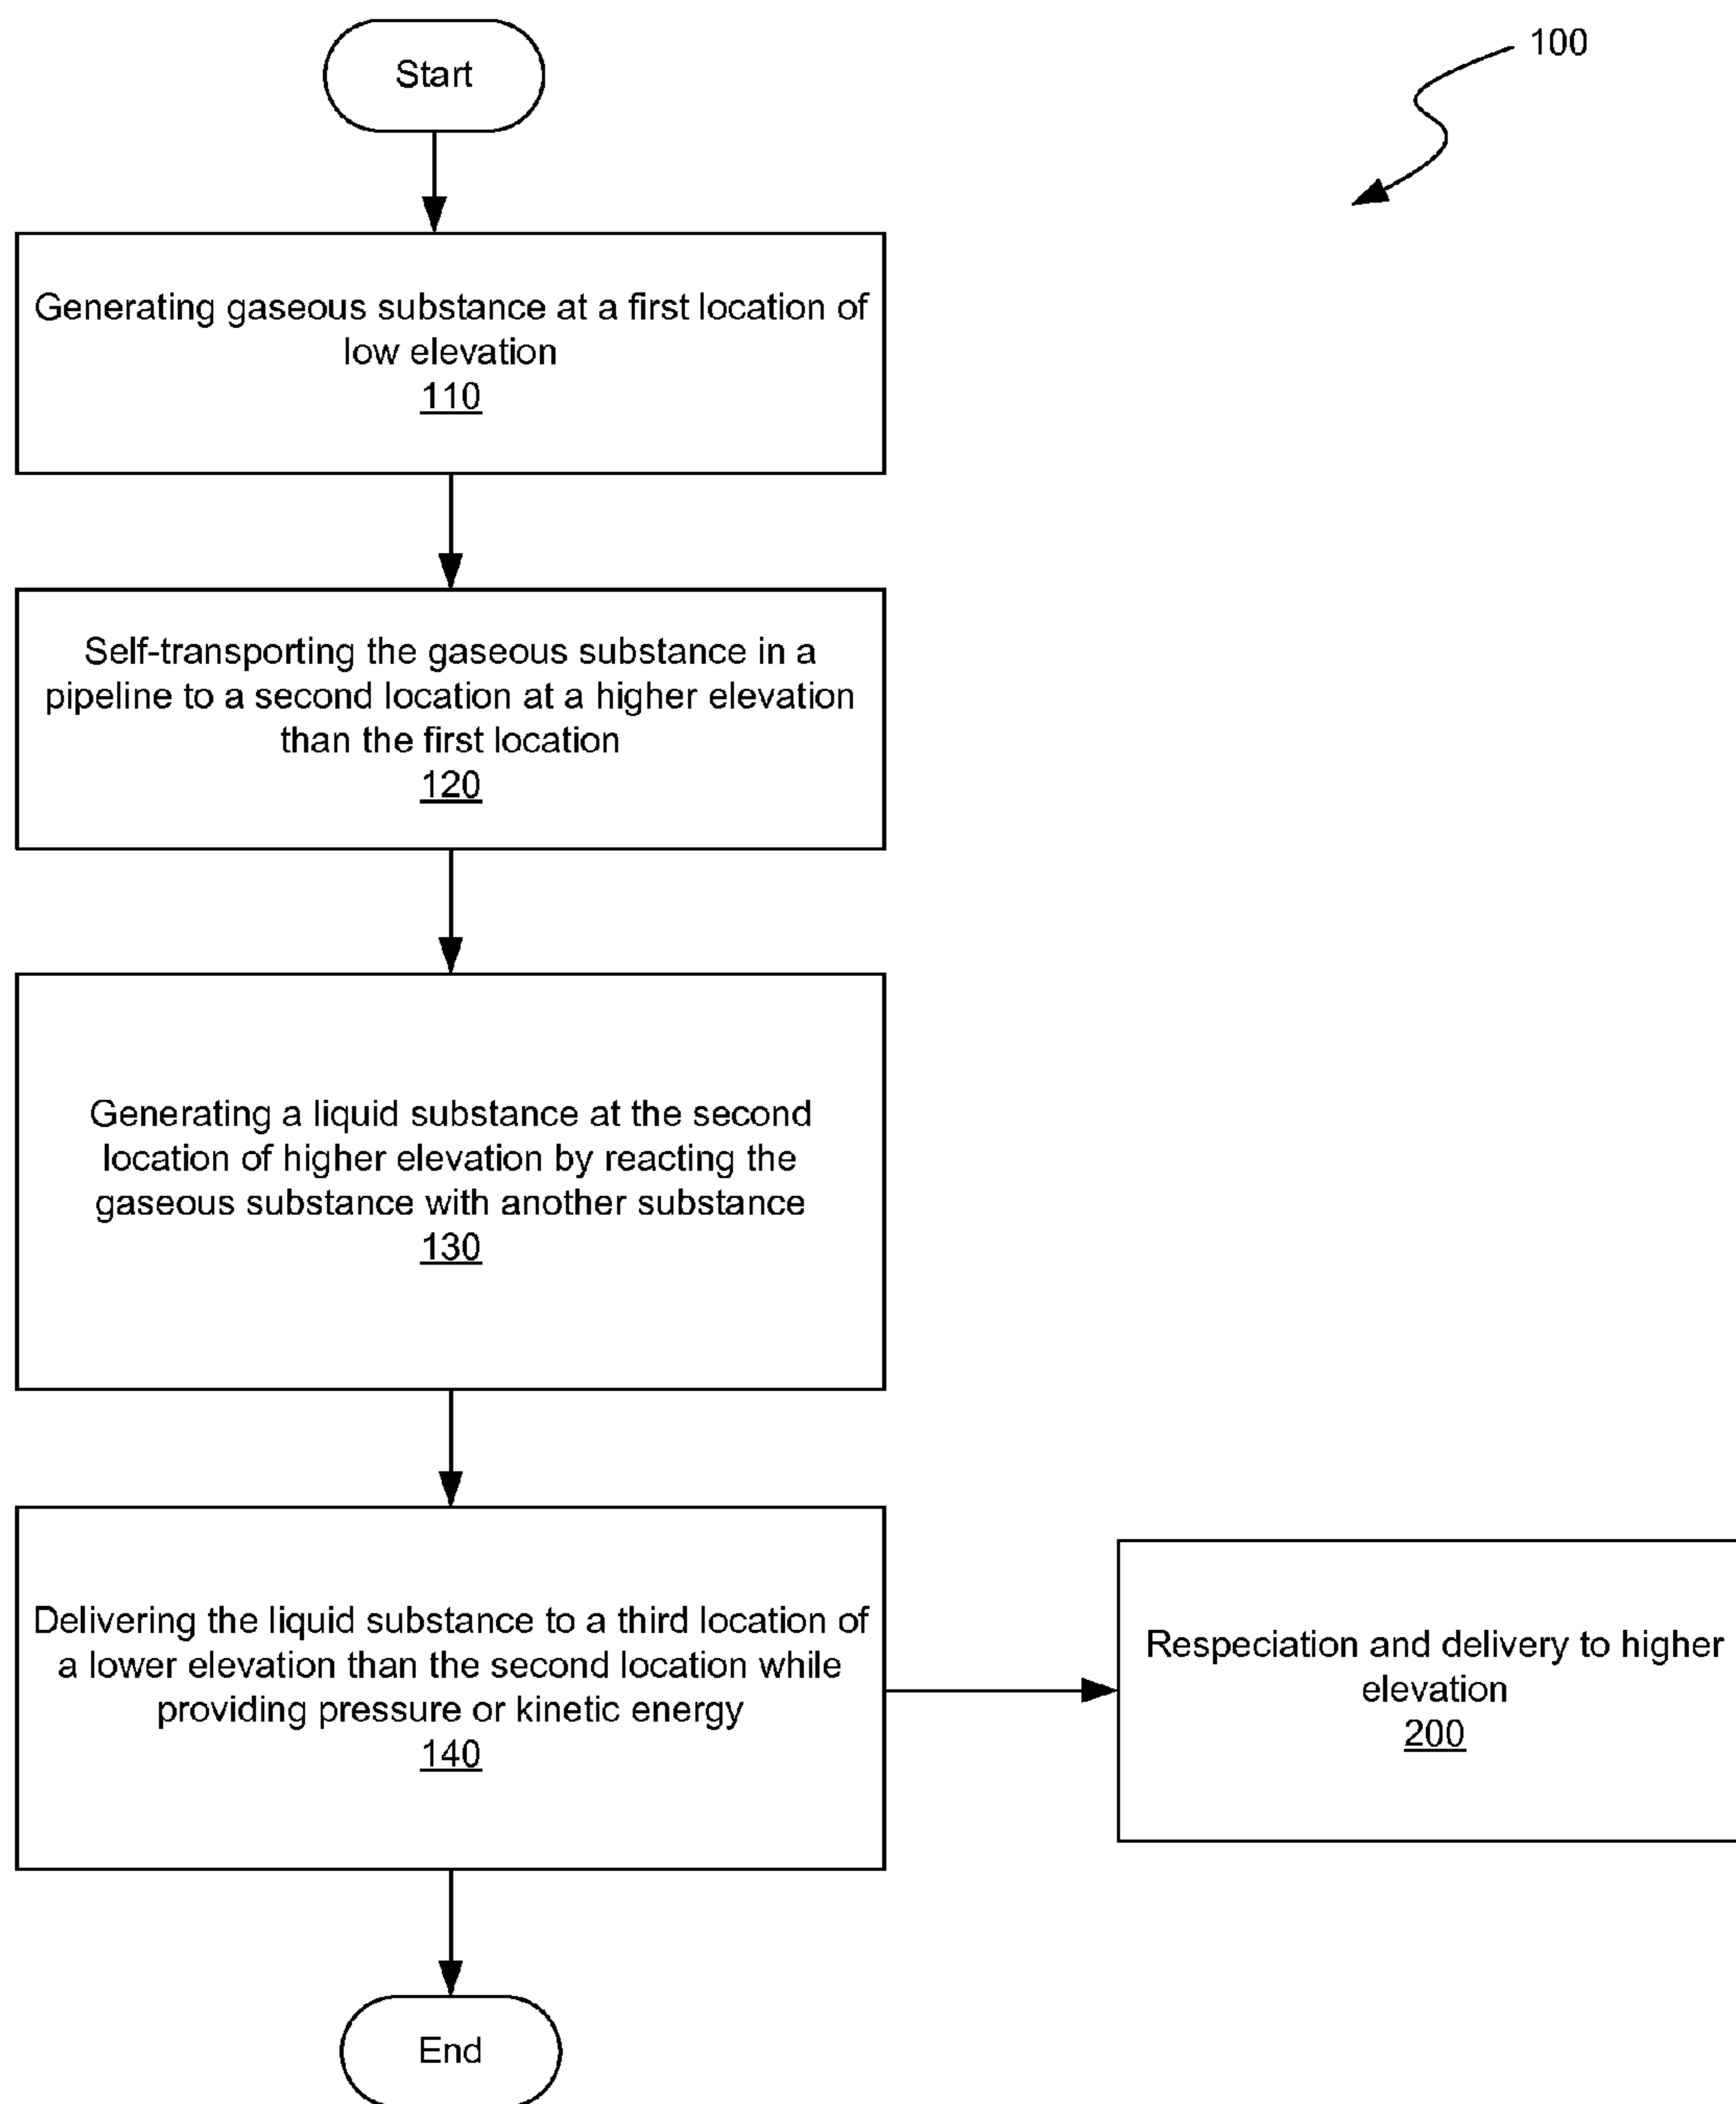 Start
100
Generating gaseous substance at a first location of
low elevation
110
Self-transporting the gaseous substance in a
pipeline to a second location at a higher elevation
than the first location
120
Generating a liquid substance at the second
location of higher elevation by reacting the
gaseous substance with another substance
130
Delivering the liquid substance to a third location of
a lower elevation than the second location while
providing pressure or kinetic energy
140
Respeciation and delivery to higher
elevation
200
End